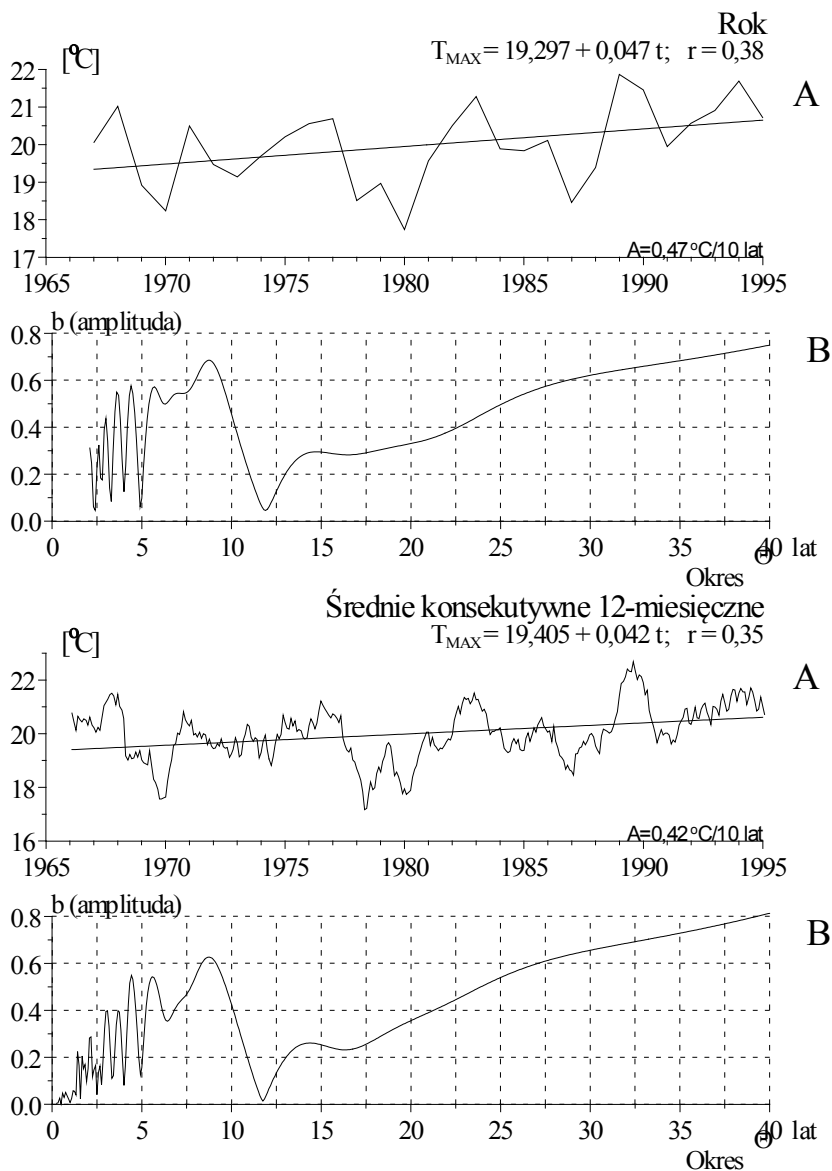 Rok
[°C]
T_MAX = 19,297 + 0,047 t; r = 0,38
A
22
21
20
19
18
17
A=0,47 °C/10 lat
1965 1970 1975 1980 1985 1990 1995
b (amplituda)
B
0.8
0.6
0.4
0.2
0.0
0 5 10 15 20 25 30 35 40 lat
Okres Θ
Średnie konsekutywne 12-miesięczne
[°C]
T_MAX = 19,405 + 0,042 t; r = 0,35
A
22
20
18
16
A=0,42 °C/10 lat
1965 1970 1975 1980 1985 1990 1995
b (amplituda)
B
0.8
0.6
0.4
0.2
0.0
0 5 10 15 20 25 30 35 40 lat
Okres Θ